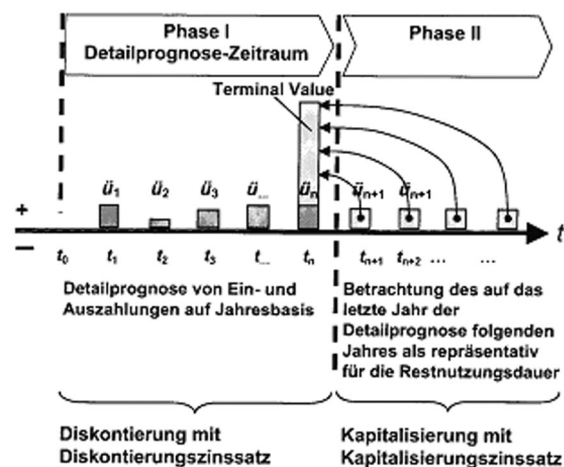 Phase I
Detailprognose-Zeitraum
Phase II
Terminal Value
ü1 ü2 ü3 ü... ün ün+1 ün+1
+
−
t
t0 t1 t2 t3 t... tn tn+1 tn+2 ... ...
Detailprognose von Ein- und
Auszahlungen auf Jahresbasis
Betrachtung des auf das
letzte Jahr der
Detailprognose folgenden
Jahres als repräsentativ
für die Restnutzungsdauer
Diskontierung mit
Diskontierungszinssatz
Kapitalisierung mit
Kapitalisierungszinssatz